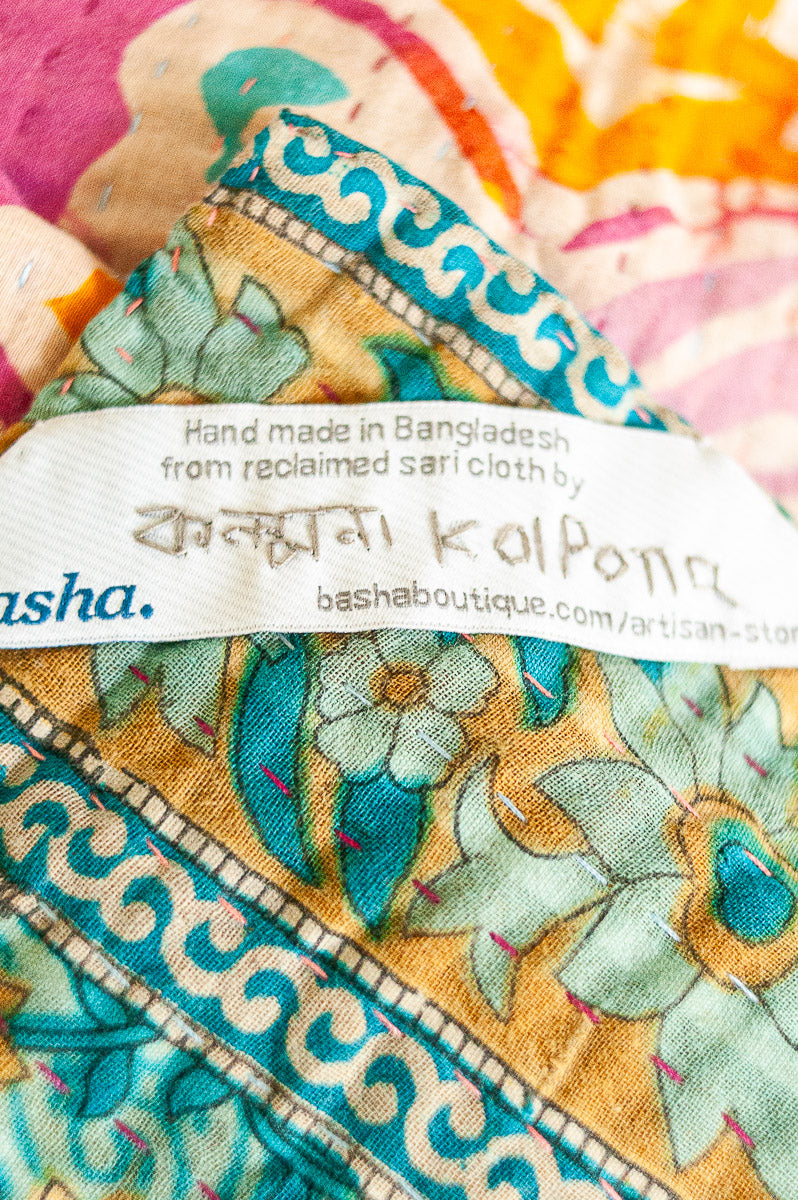 Hand made in Bangladesh
from reclaimed sari cloth by
কল্পনা Kolpona
asha.
bashaboutique.com/artisan-stor